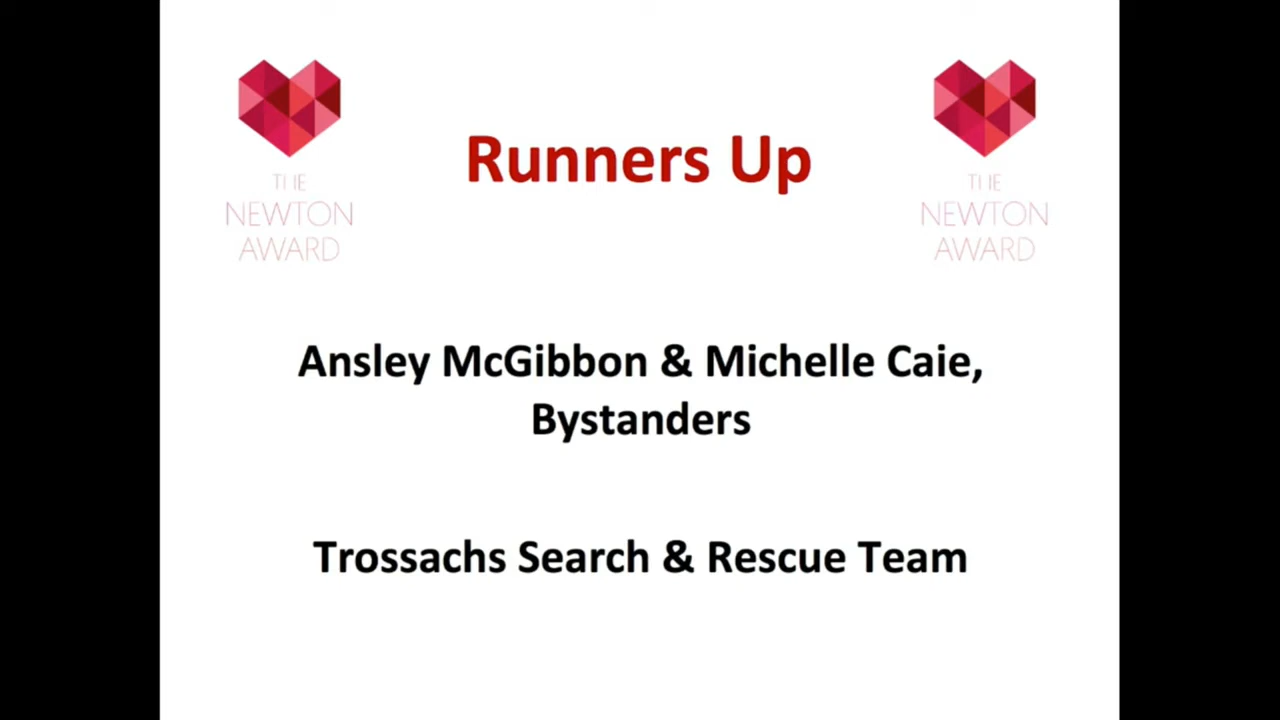 Runners Up
THE
NEWTON
AWARD
THE
NEWTON
AWARD
Ansley McGibbon & Michelle Caie,
Bystanders
Trossachs Search & Rescue Team